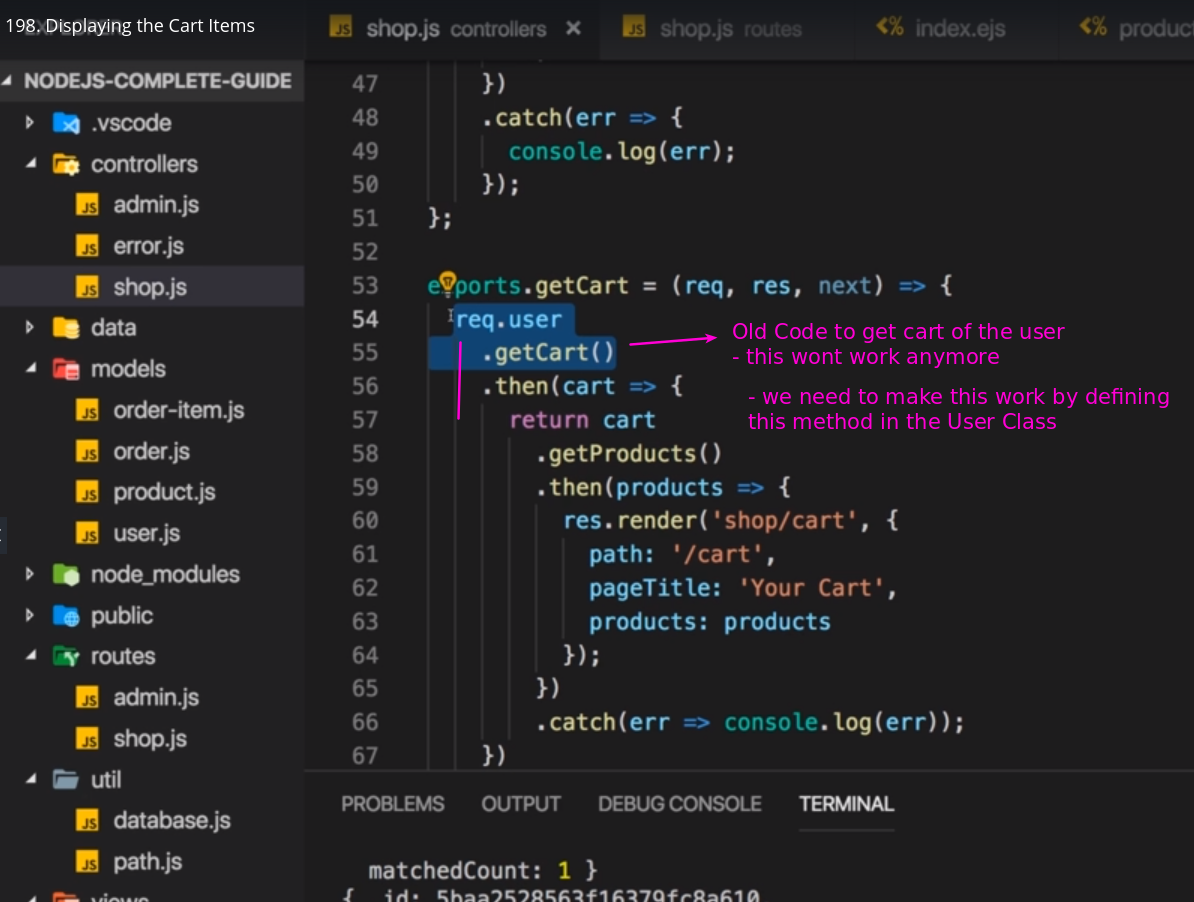 198. Displaying the Cart Items
shop.js controllers ×
shop.js routes
index.ejs
NODEJS-COMPLETE-GUIDE
.vscode
controllers
admin.js
error.js
shop.js
data
models
order-item.js
order.js
product.js
user.js
node_modules
public
routes
admin.js
shop.js
util
database.js
path.js
views
47 })
48 .catch(err => {
49 console.log(err);
50 });
51 };
52
53 exports.getCart = (req, res, next) => {
54 req.user
55 .getCart()
56 .then(cart => {
57 return cart
58 .getProducts()
59 .then(products => {
60 res.render('shop/cart', {
61 path: '/cart',
62 pageTitle: 'Your Cart',
63 products: products
64 });
65 })
66 .catch(err => console.log(err));
67 })
Old Code to get cart of the user
- this wont work anymore
- we need to make this work by defining
this method in the User Class
PROBLEMS OUTPUT DEBUG CONSOLE TERMINAL
matchedCount: 1 }